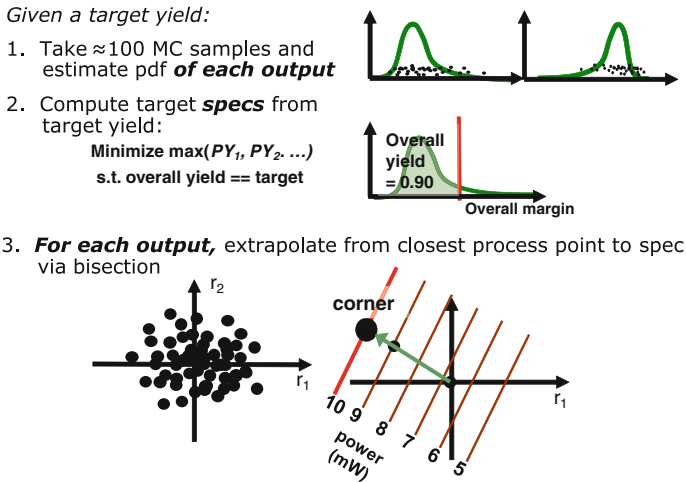 Given a target yield:
1. Take ≈100 MC samples and
estimate pdf of each output
2. Compute target specs from
target yield:
Minimize max(PY1, PY2. ...)
s.t. overall yield == target
Overall
yield
= 0.90
Overall margin
3. For each output, extrapolate from closest process point to spec
via bisection
r2
r1
corner
r1
10 9 8 7 6 5
power
(mW)